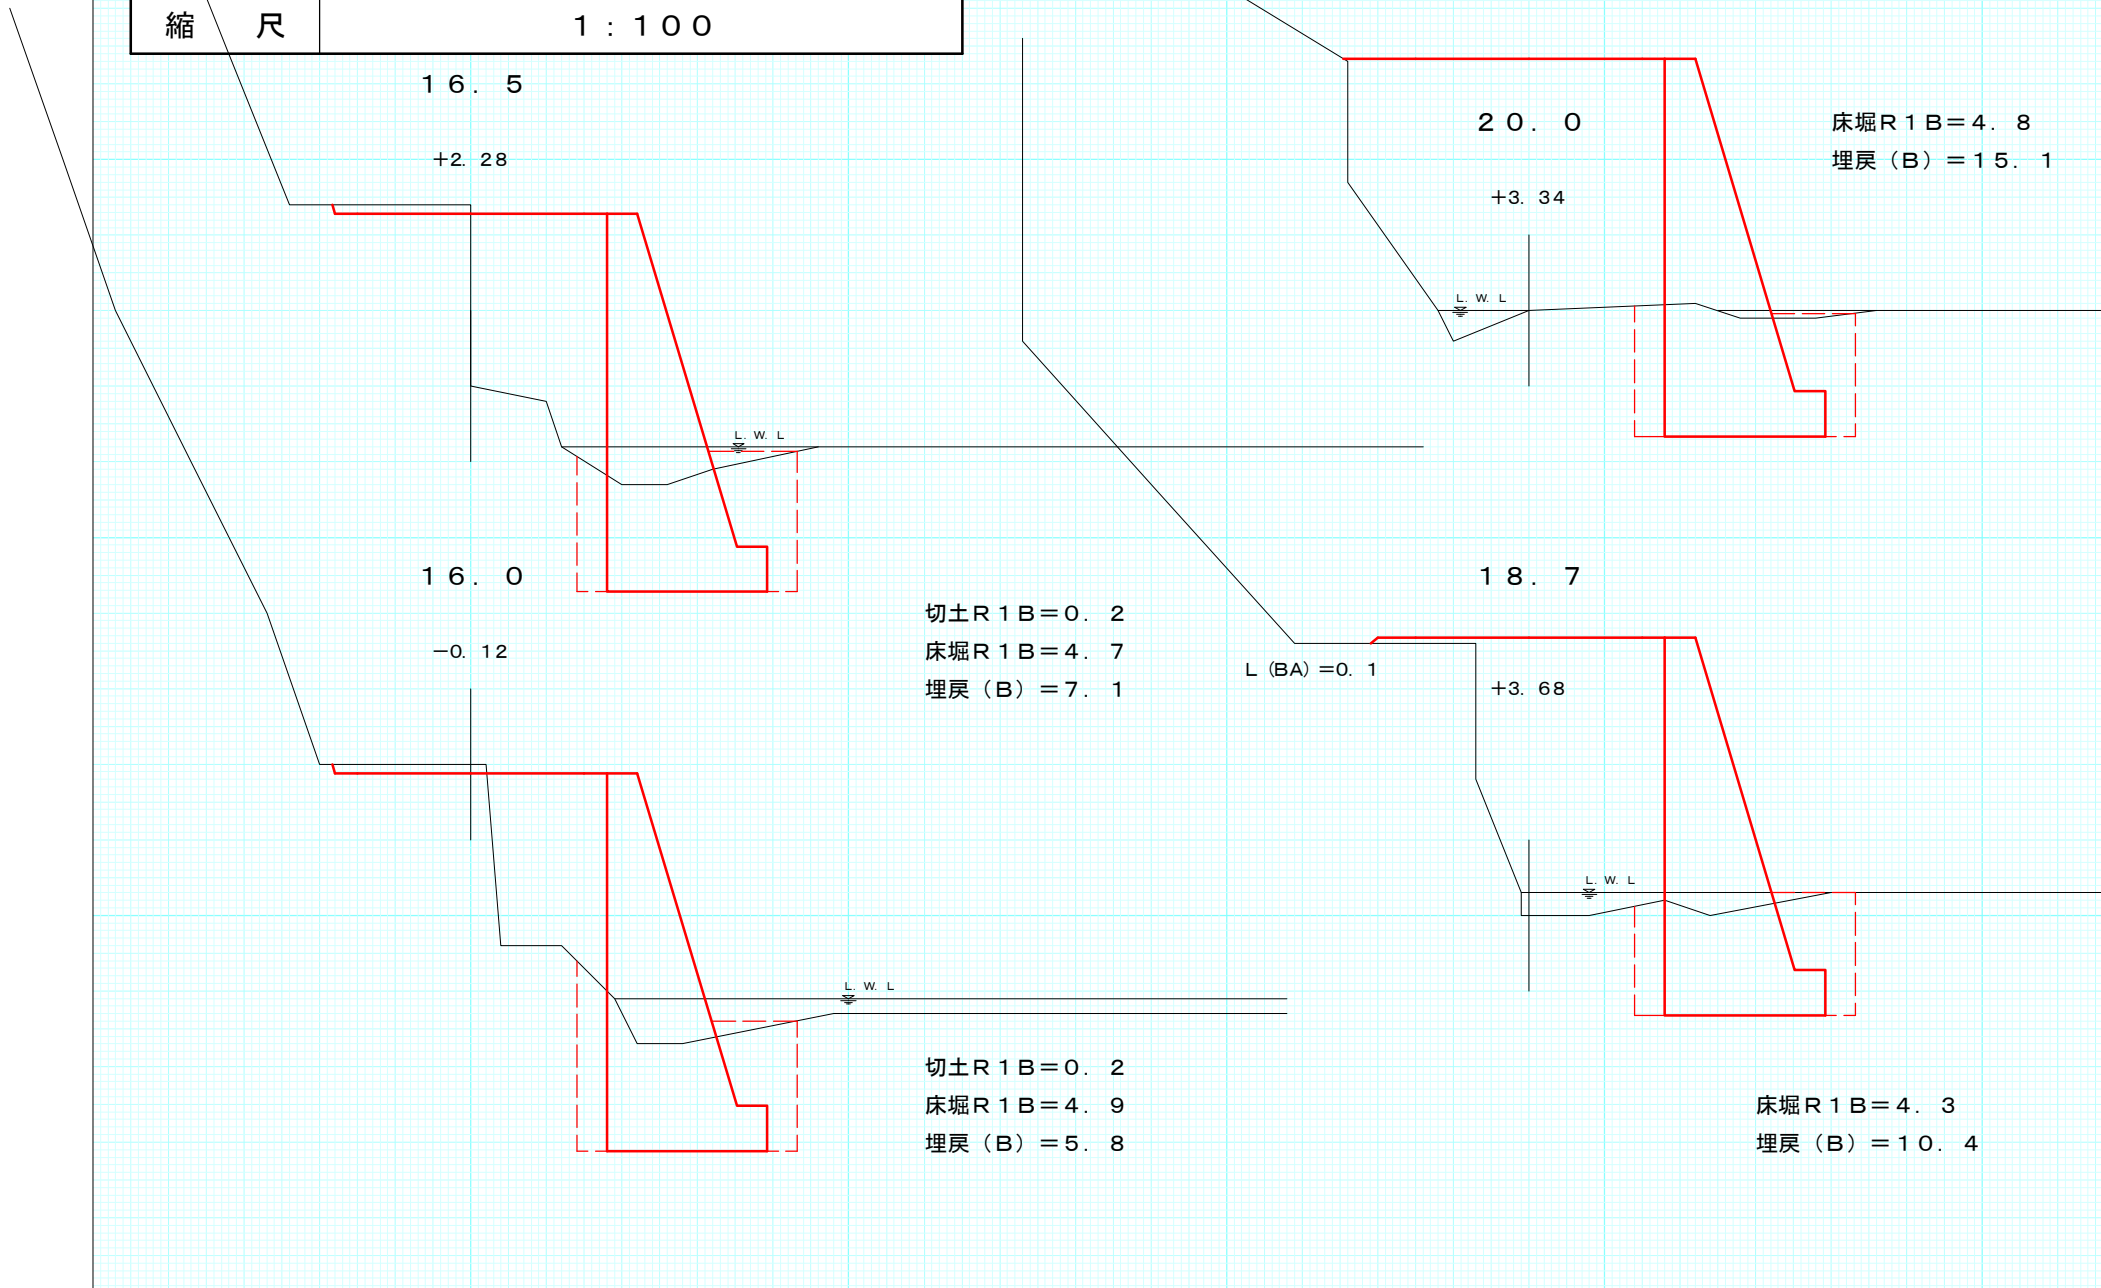 縮　尺　１：１００
１６．５
＋２．２８
L.W.L
切土Ｒ１Ｂ＝０．２
床堀Ｒ１Ｂ＝４．７
埋戻（Ｂ）＝７．１
１６．０
－０．１２
L.W.L
切土Ｒ１Ｂ＝０．２
床堀Ｒ１Ｂ＝４．９
埋戻（Ｂ）＝５．８
２０．０
＋３．３４
L.W.L
床堀Ｒ１Ｂ＝４．８
埋戻（Ｂ）＝１５．１
１８．７
Ｌ（ＢＡ）＝０．１
＋３．６８
L.W.L
床堀Ｒ１Ｂ＝４．３
埋戻（Ｂ）＝１０．４